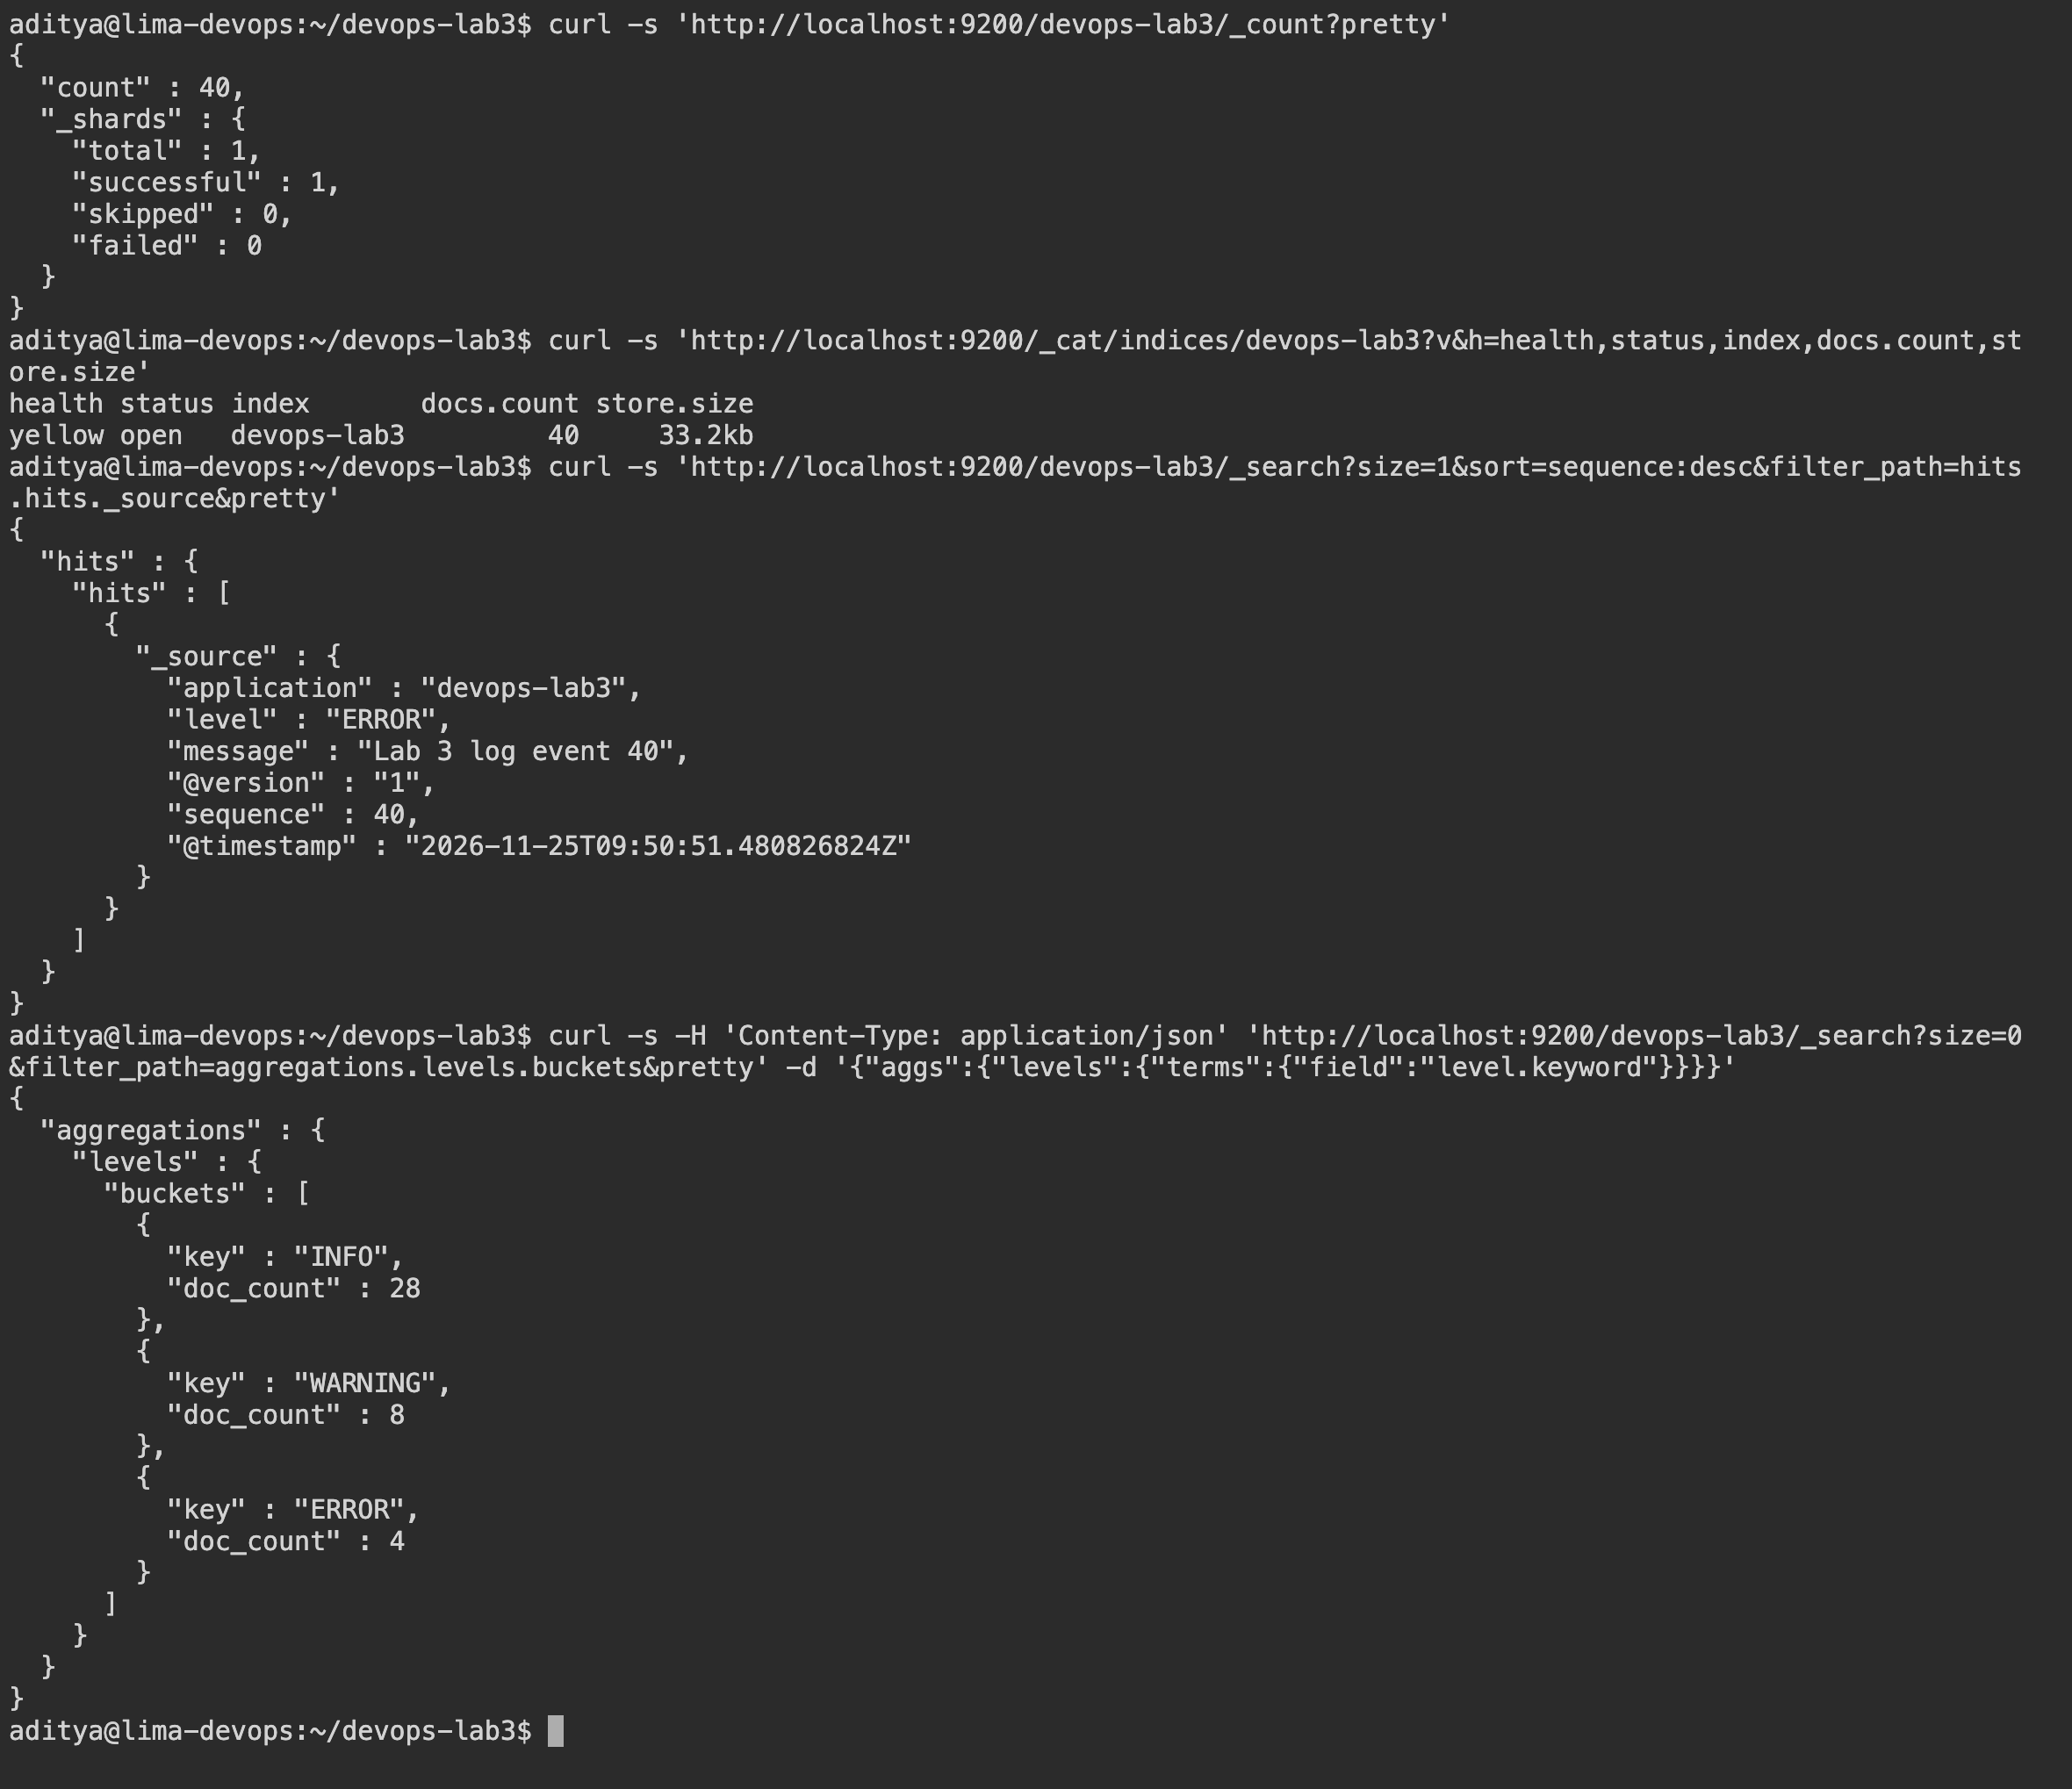 aditya@lima-devops:~/devops-lab3$ curl -s 'http://localhost:9200/devops-lab3/_count?pretty'
{
  "count" : 40,
  "_shards" : {
    "total" : 1,
    "successful" : 1,
    "skipped" : 0,
    "failed" : 0
  }
}
aditya@lima-devops:~/devops-lab3$ curl -s 'http://localhost:9200/_cat/indices/devops-lab3?v&h=health,status,index,docs.count,st
ore.size'
health status index       docs.count store.size
yellow open   devops-lab3         40     33.2kb
aditya@lima-devops:~/devops-lab3$ curl -s 'http://localhost:9200/devops-lab3/_search?size=1&sort=sequence:desc&filter_path=hits
.hits._source&pretty'
{
  "hits" : {
    "hits" : [
      {
        "_source" : {
          "application" : "devops-lab3",
          "level" : "ERROR",
          "message" : "Lab 3 log event 40",
          "@version" : "1",
          "sequence" : 40,
          "@timestamp" : "2026-11-25T09:50:51.480826824Z"
        }
      }
    ]
  }
}
aditya@lima-devops:~/devops-lab3$ curl -s -H 'Content-Type: application/json' 'http://localhost:9200/devops-lab3/_search?size=0
&filter_path=aggregations.levels.buckets&pretty' -d '{"aggs":{"levels":{"terms":{"field":"level.keyword"}}}}'
{
  "aggregations" : {
    "levels" : {
      "buckets" : [
        {
          "key" : "INFO",
          "doc_count" : 28
        },
        {
          "key" : "WARNING",
          "doc_count" : 8
        },
        {
          "key" : "ERROR",
          "doc_count" : 4
        }
      ]
    }
  }
}
aditya@lima-devops:~/devops-lab3$